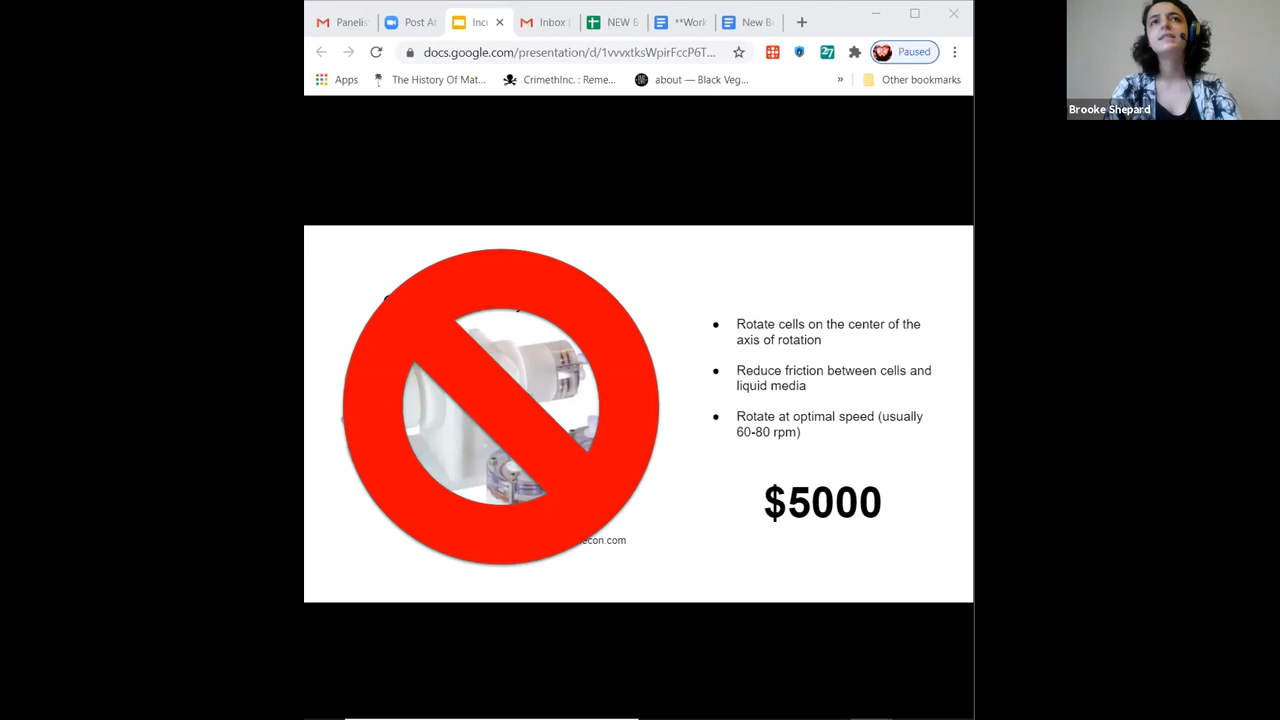 Panelis
Post At
Incr
Inbox
NEW B
**Work
New B
docs.google.com/presentation/d/1vvvxtksWpirFccP6T...
27
Paused
Apps
The History Of Mat...
CrimethInc. : Reme...
about — Black Veg...
»
Other bookmarks
Brooke Shepard
● Rotate cells on the center of the
axis of rotation
● Reduce friction between cells and
liquid media
● Rotate at optimal speed (usually
60-80 rpm)
$5000
econ.com